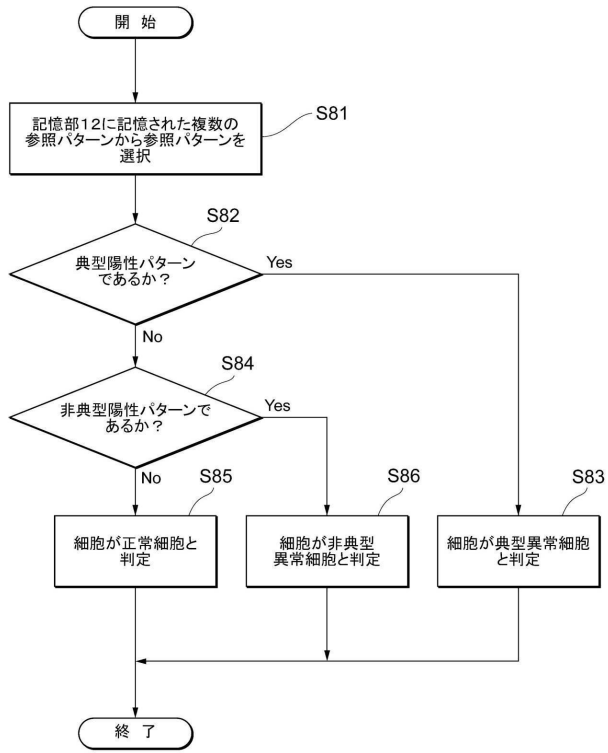 開 始
S81
記憶部12に記憶された複数の
参照パターンから参照パターンを
選択
S82
典型陽性パターン
であるか？
Yes
No
S84
非典型陽性パターンで
あるか？
Yes
No
S85
S86
S83
細胞が正常細胞と
判定
細胞が非典型
異常細胞と判定
細胞が典型異常細胞
と判定
終 了